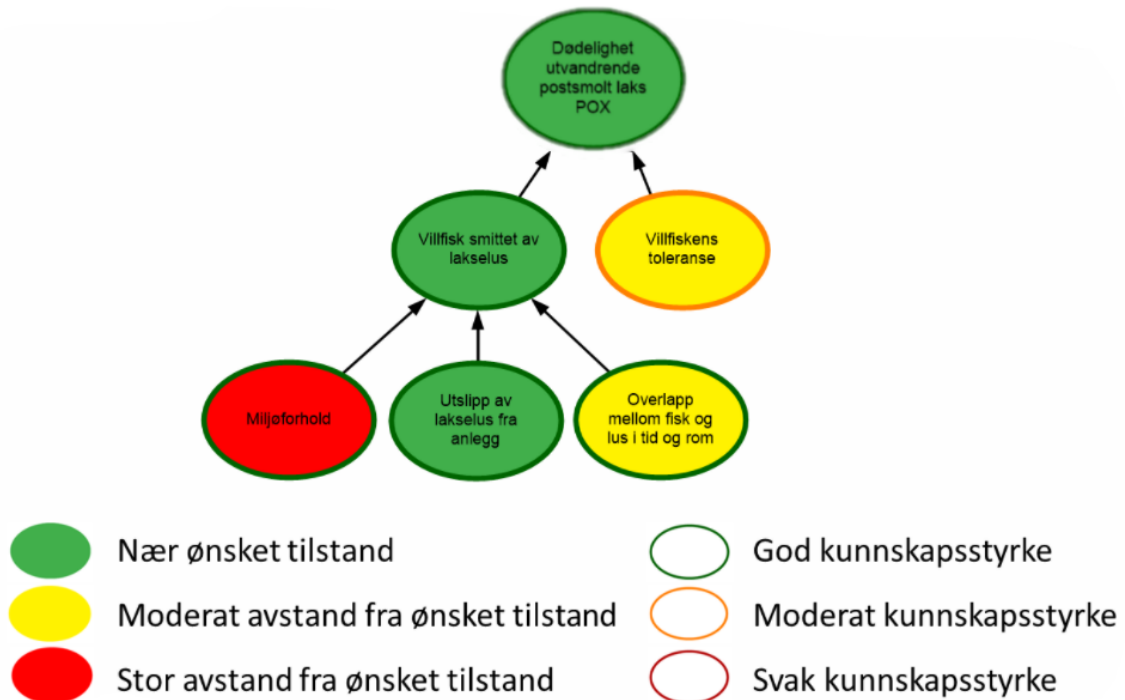 Dødelighet
utvandrende
postsmolt laks
POX
Villfisk smittet av
lakselus
Villfiskens
toleranse
Miljøforhold
Utslipp av
lakselus fra
anlegg
Overlapp
mellom fisk og
lus i tid og rom
Nær ønsket tilstand
God kunnskapsstyrke
Moderat avstand fra ønsket tilstand
Moderat kunnskapsstyrke
Stor avstand fra ønsket tilstand
Svak kunnskapsstyrke